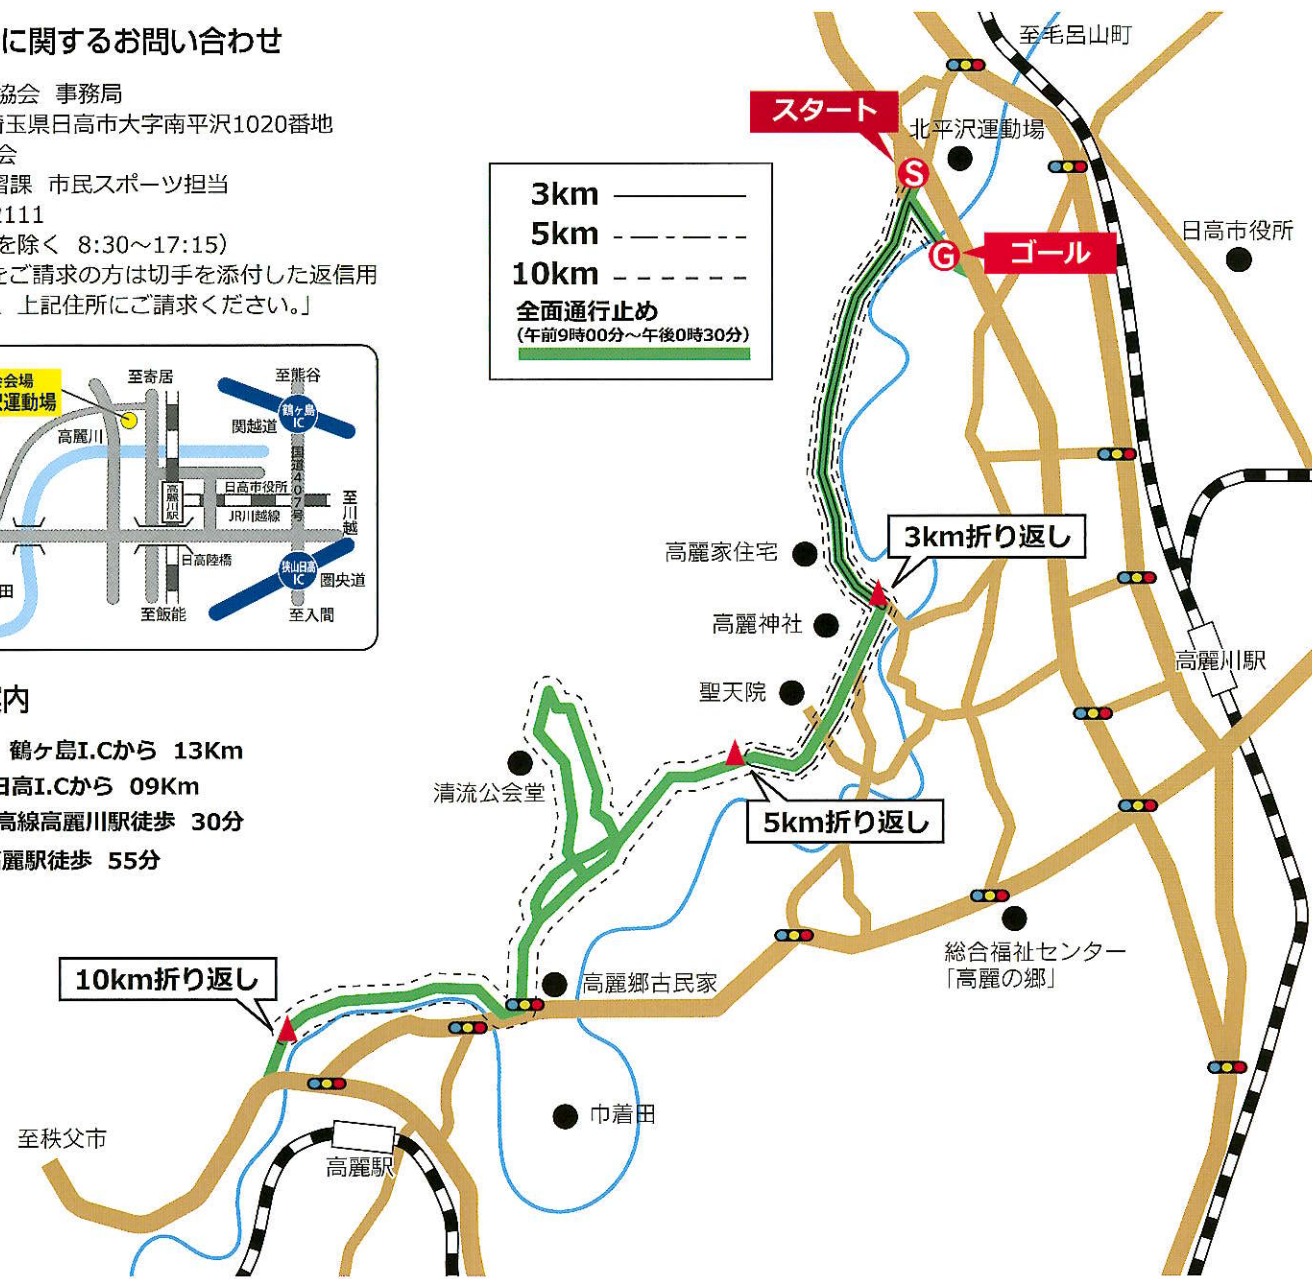 に関するお問い合わせ
協会 事務局
埼玉県日高市大字南平沢1020番地
会
習課 市民スポーツ担当
2111
を除く 8:30～17:15）
をご請求の方は切手を添付した返信用
、上記住所にご請求ください。」
会場
沢運動場
至寄居
至熊谷
鶴ヶ島
IC
関越道
高麗川
国道407号
高麗川駅
日高市役所
JR川越線
至川越
日高陸橋
狭山日高
IC
圏央道
田
至飯能
至入間
案内
鶴ヶ島I.Cから 13Km
日高I.Cから 09Km
高線高麗川駅徒歩 30分
高麗駅徒歩 55分
3km
5km
10km
全面通行止め
（午前9時00分～午後0時30分）
至毛呂山町
スタート
北平沢運動場
S
G
ゴール
日高市役所
3km折り返し
高麗家住宅
高麗神社
高麗川駅
聖天院
清流公会堂
5km折り返し
総合福祉センター
「高麗の郷」
10km折り返し
高麗郷古民家
巾着田
至秩父市
高麗駅